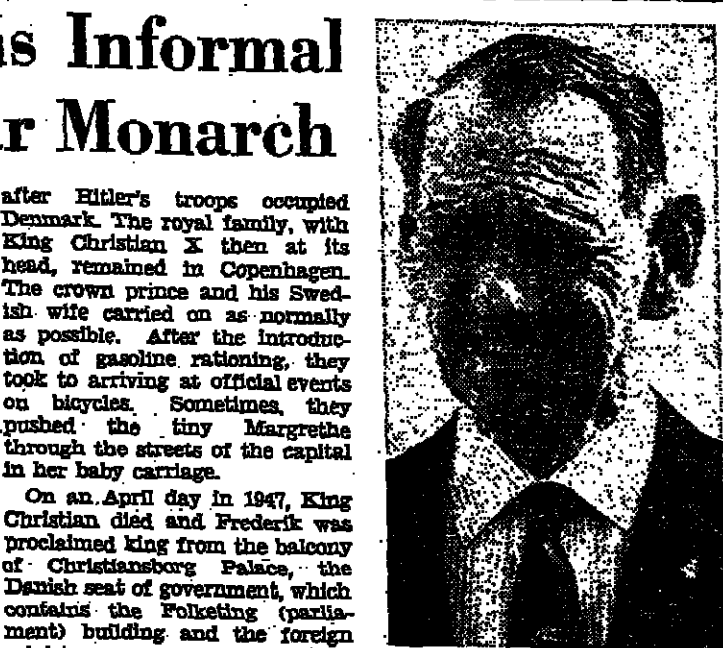 is Informal
r Monarch
after Hitler's troops occupied
Denmark. The royal family, with
King Christian X then at its
head, remained in Copenhagen.
The crown prince and his Swed-
ish wife carried on as normally
as possible. After the introduc-
tion of gasoline rationing, they
took to arriving at official events
on bicycles. Sometimes, they
pushed the tiny Margrethe
through the streets of the capital
in her baby carriage.
On an April day in 1947, King
Christian died and Frederik was
proclaimed king from the balcony
of Christiansborg Palace, the
Danish seat of government, which
contains the Folketing (parlia-
ment) building and the foreign